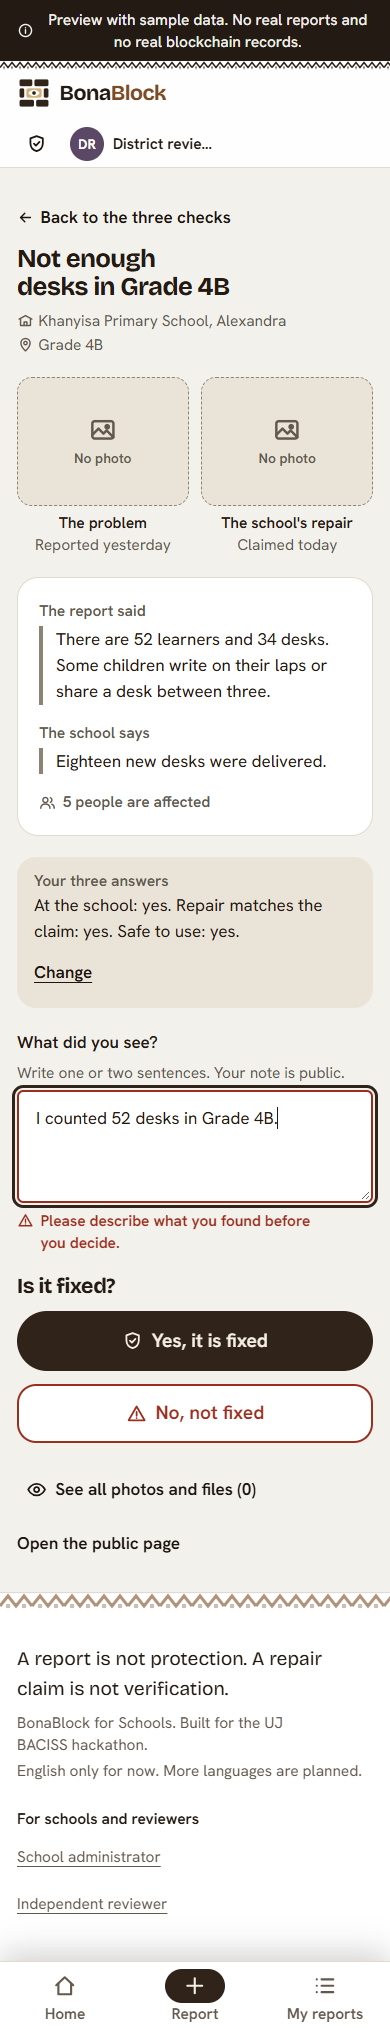 Preview with sample data. No real reports and
no real blockchain records.
BonaBlock
DR
District revie...
← Back to the three checks
Not enough
desks in Grade 4B
Khanyisa Primary School, Alexandra
Grade 4B
No photo
No photo
The problem
The school's repair
Reported yesterday
Claimed today
The report said
There are 52 learners and 34 desks.
Some children write on their laps or
share a desk between three.
The school says
Eighteen new desks were delivered.
5 people are affected
Your three answers
At the school: yes. Repair matches the
claim: yes. Safe to use: yes.
Change
What did you see?
Write one or two sentences. Your note is public.
I counted 52 desks in Grade 4B.
Please describe what you found before
you decide.
Is it fixed?
Yes, it is fixed
No, not fixed
See all photos and files (0)
Open the public page
A report is not protection. A repair
claim is not verification.
BonaBlock for Schools. Built for the UJ
BACISS hackathon.
English only for now. More languages are planned.
For schools and reviewers
School administrator
Independent reviewer
Home
Report
My reports